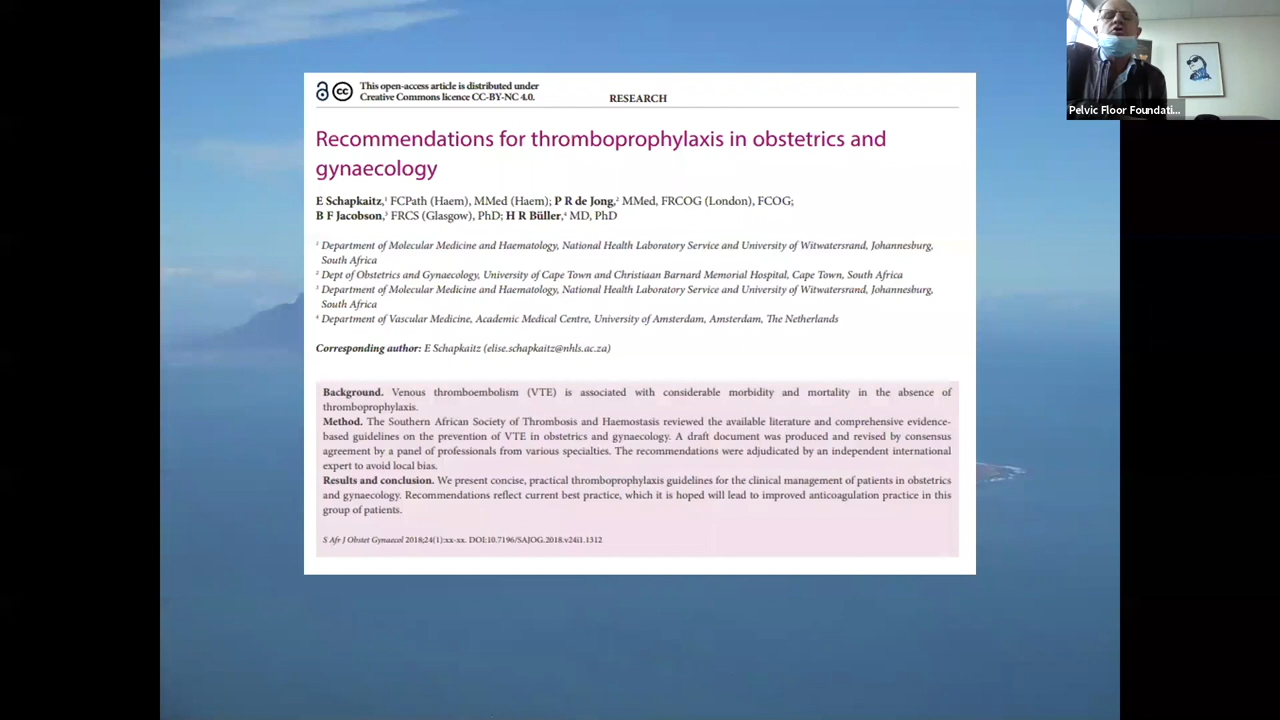 This open-access article is distributed under
Creative Commons licence CC-BY-NC 4.0.
RESEARCH
Recommendations for thromboprophylaxis in obstetrics and
gynaecology
E Schapkaitz,¹ FCPath (Haem), MMed (Haem); P R de Jong,² MMed, FRCOG (London), FCOG;
B F Jacobson,³ FRCS (Glasgow), PhD; H R Büller,⁴ MD, PhD
¹ Department of Molecular Medicine and Haematology, National Health Laboratory Service and University of Witwatersrand, Johannesburg,
South Africa
² Dept of Obstetrics and Gynaecology, University of Cape Town and Christiaan Barnard Memorial Hospital, Cape Town, South Africa
³ Department of Molecular Medicine and Haematology, National Health Laboratory Service and University of Witwatersrand, Johannesburg,
South Africa
⁴ Department of Vascular Medicine, Academic Medical Centre, University of Amsterdam, Amsterdam, The Netherlands
Corresponding author: E Schapkaitz (elise.schapkaitz@nhls.ac.za)
Background. Venous thromboembolism (VTE) is associated with considerable morbidity and mortality in the absence of
thromboprophylaxis.
Method. The Southern African Society of Thrombosis and Haemostasis reviewed the available literature and comprehensive evidence-
based guidelines on the prevention of VTE in obstetrics and gynaecology. A draft document was produced and revised by consensus
agreement by a panel of professionals from various specialties. The recommendations were adjudicated by an independent international
expert to avoid local bias.
Results and conclusion. We present concise, practical thromboprophylaxis guidelines for the clinical management of patients in obstetrics
and gynaecology. Recommendations reflect current best practice, which it is hoped will lead to improved anticoagulation practice in this
group of patients.
S Afr J Obstet Gynaecol 2018;24(1):xx-xx. DOI:10.7196/SAJOG.2018.v24i1.1312
Pelvic Floor Foundati...